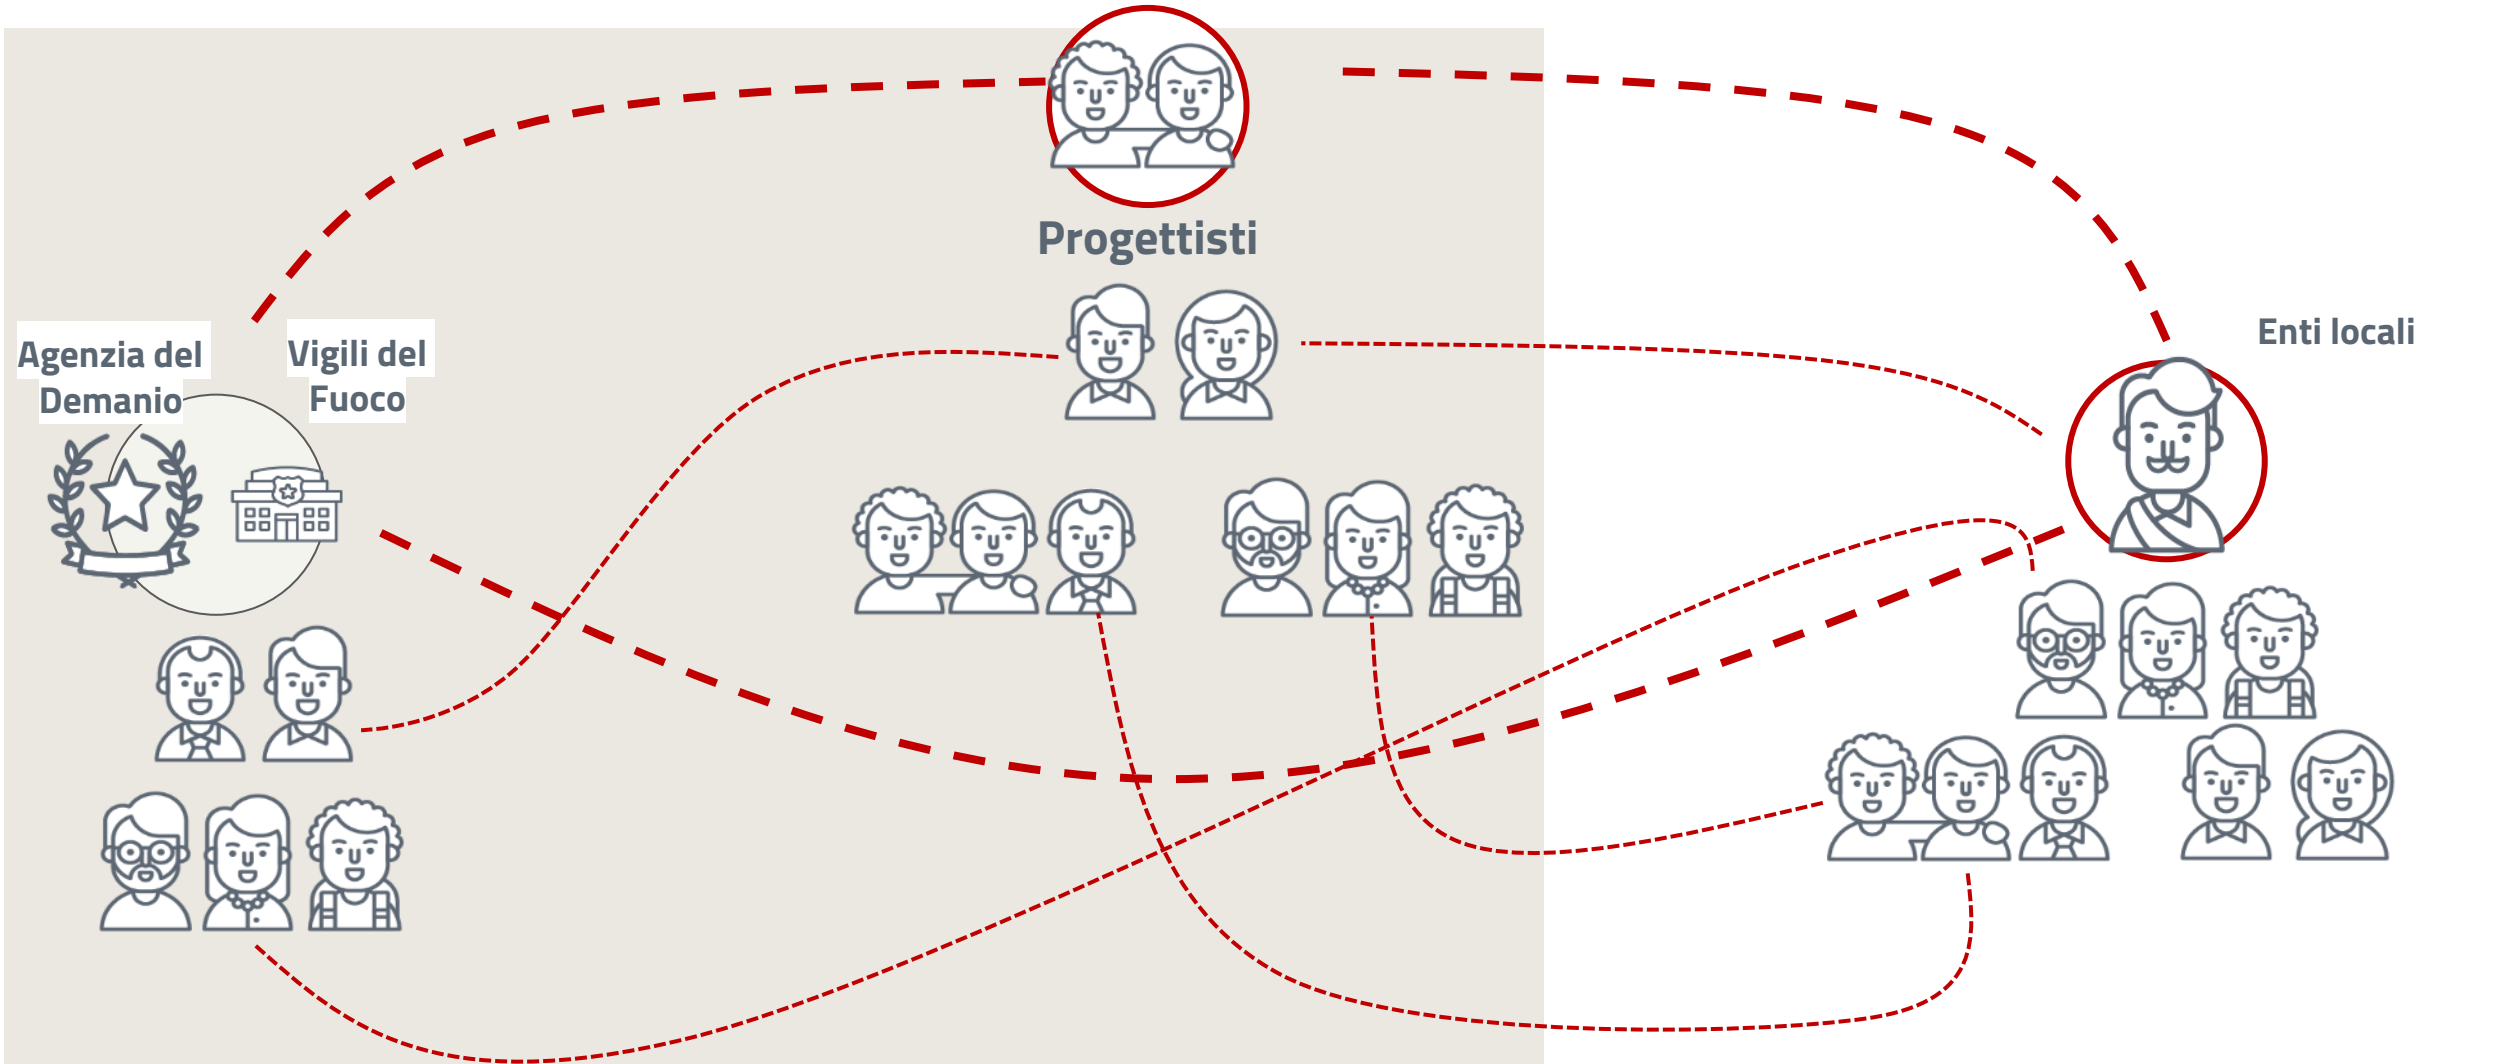 Progettisti
Agenzia del
Demanio
Vigili del
Fuoco
Enti locali